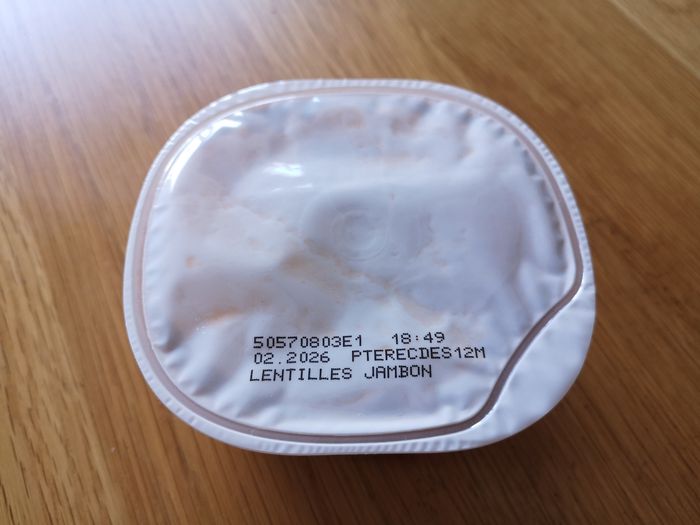 50570803E1 18:49
02.2026 PTERECDES12M
LENTILLES JAMBON